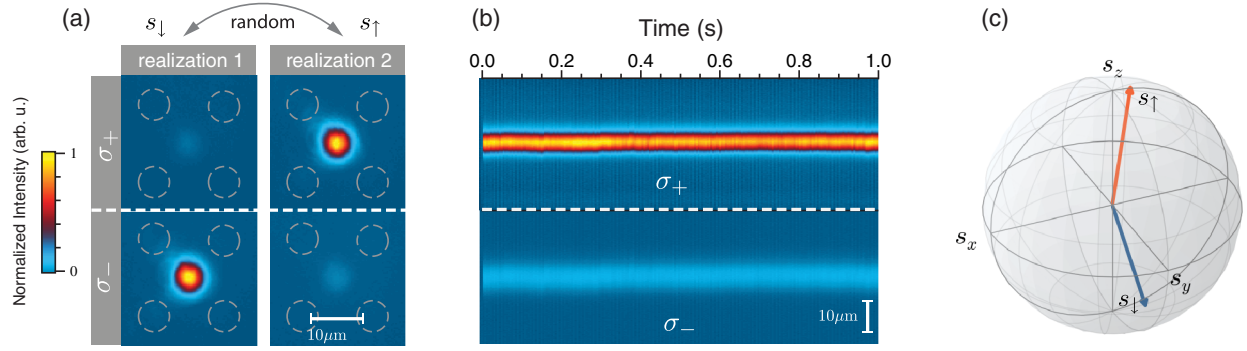 (a)
s↓
random
s↑
realization 1
realization 2
σ+
σ−
Normalized Intensity (arb. u.)
1
0
10μm
(b)
Time (s)
0.0
0.2
0.4
0.6
0.8
1.0
σ+
σ−
10μm
(c)
sz
s↑
sx
sy
s↓